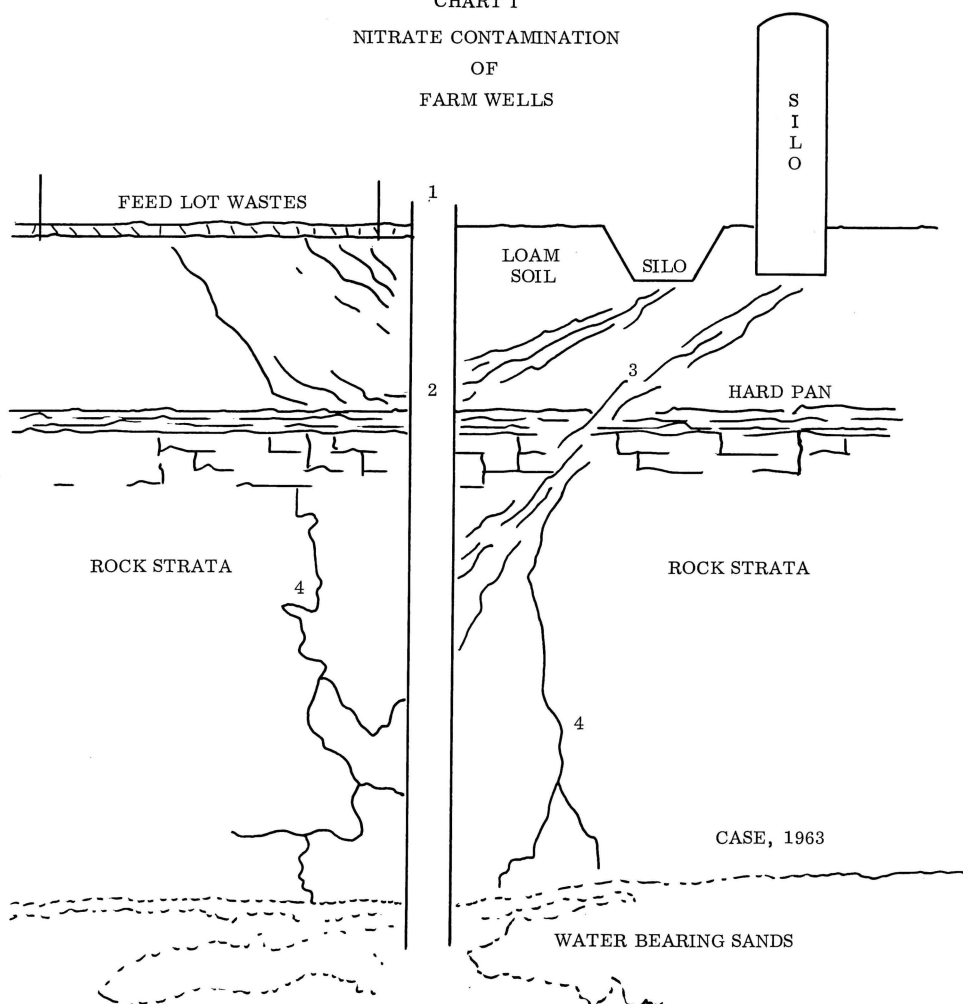 CHART I
NITRATE CONTAMINATION
OF
FARM WELLS
S
I
L
O
1
FEED LOT WASTES
LOAM
SOIL
SILO
3
2
HARD PAN
ROCK STRATA
ROCK STRATA
4
4
CASE, 1963
WATER BEARING SANDS